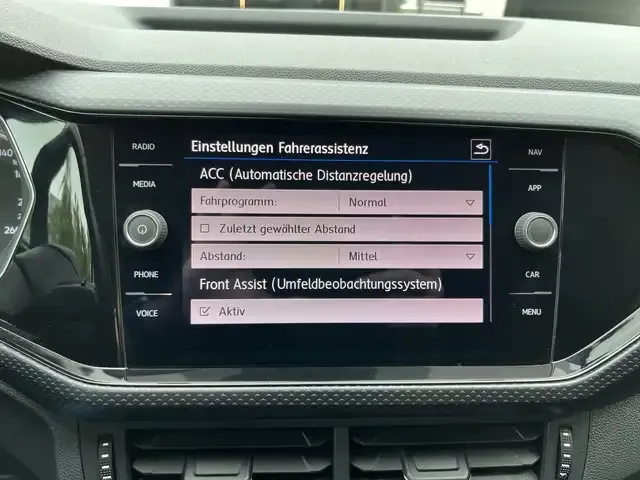 RADIO
MEDIA
PHONE
VOICE
Einstellungen Fahrerassistenz
ACC (Automatische Distanzregelung)
Fahrprogramm: Normal
Zuletzt gewählter Abstand
Abstand: Mittel
Front Assist (Umfeldbeobachtungssystem)
Aktiv
NAV
APP
CAR
MENU
140